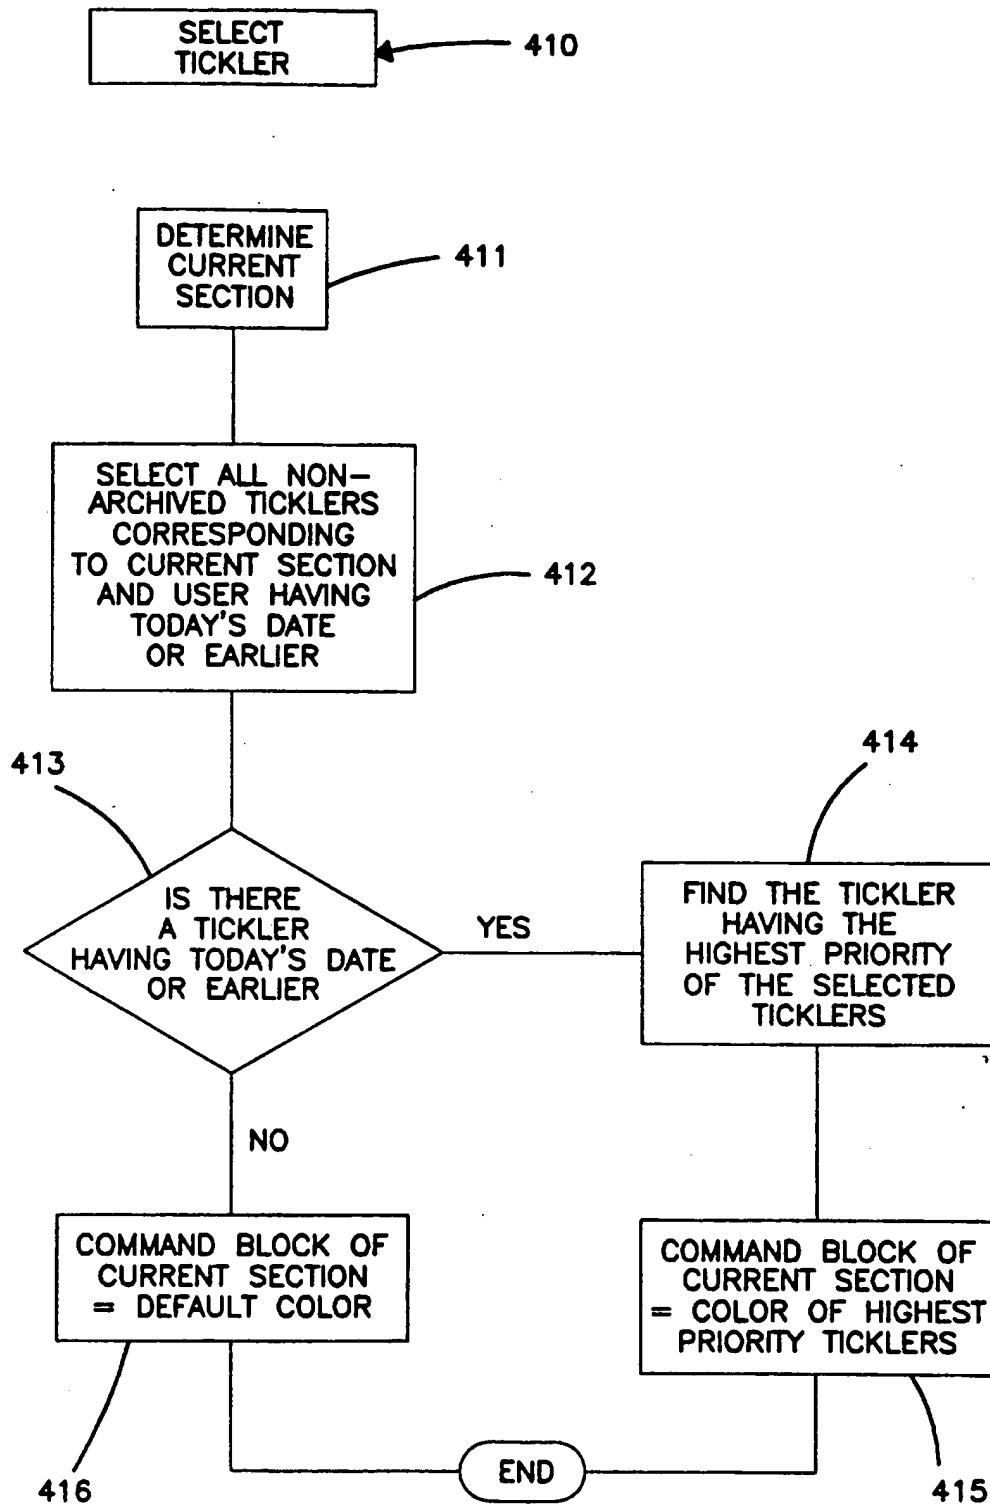 SELECT
TICKLER
410
DETERMINE
CURRENT
SECTION
411
SELECT ALL NON-
ARCHIVED TICKLERS
CORRESPONDING
TO CURRENT SECTION
AND USER HAVING
TODAY'S DATE
OR EARLIER
412
413
IS THERE
A TICKLER
HAVING TODAY'S DATE
OR EARLIER
YES
414
FIND THE TICKLER
HAVING THE
HIGHEST PRIORITY
OF THE SELECTED
TICKLERS
NO
COMMAND BLOCK OF
CURRENT SECTION
= DEFAULT COLOR
416
COMMAND BLOCK OF
CURRENT SECTION
= COLOR OF HIGHEST
PRIORITY TICKLERS
415
END